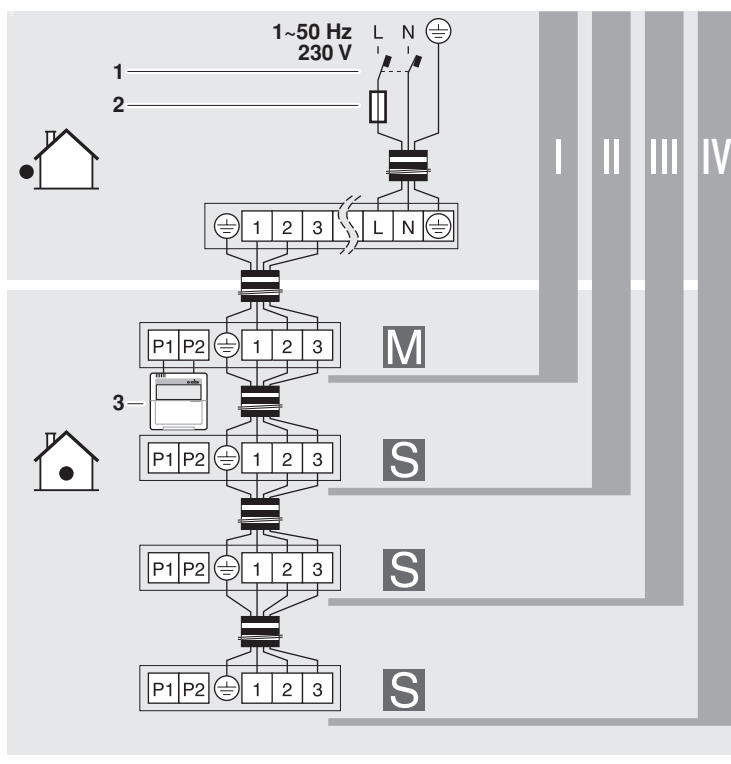 1~50 Hz L N
230 V
1
2
I II III IV
1 2 3 L N
P1 P2 1 2 3 M
3
P1 P2 1 2 3 S
P1 P2 1 2 3 S
P1 P2 1 2 3 S